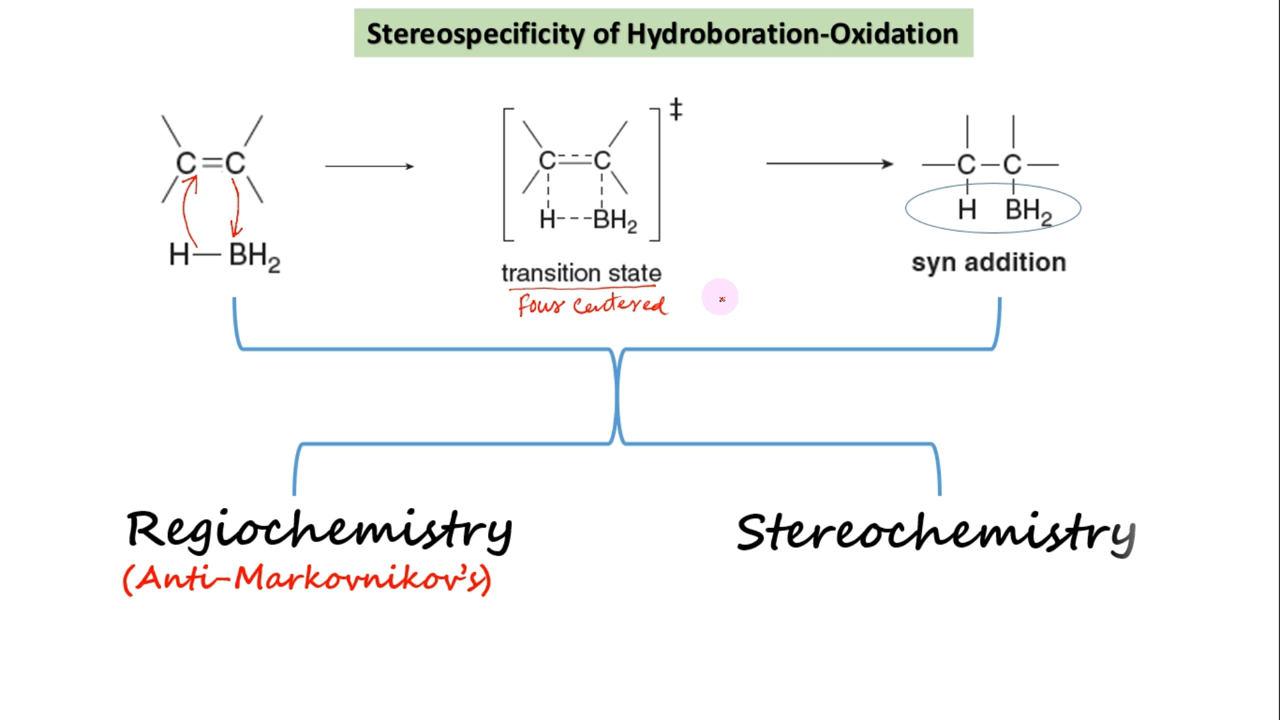 Stereospecificity of Hydroboration-Oxidation
‡
C=C
C C
C–C
H BH2
H---BH2
H—BH2
transition state
syn addition
four centered
Regiochemistry
Stereochemistry
(Anti-Markovnikov's)